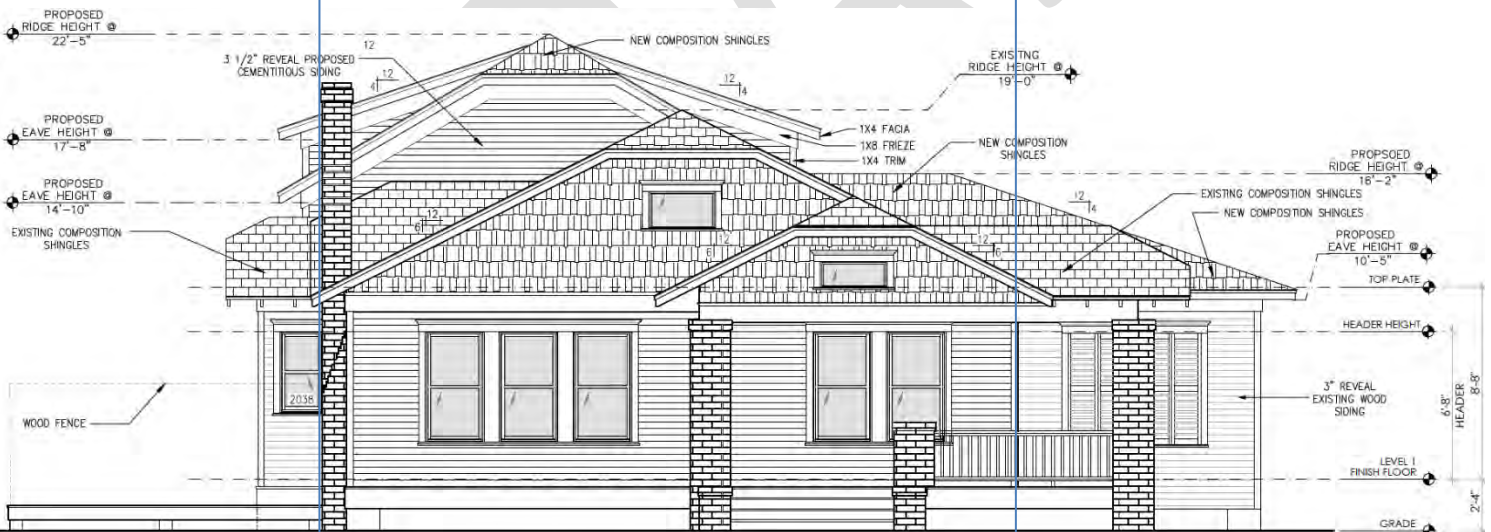 PROPOSED
RIDGE HEIGHT @
22'-5"
12
3 1/2" REVEAL PROPOSED
CEMENTITIOUS SIDING
NEW COMPOSITION SHINGLES
EXISTING
RIDGE HEIGHT @
19'-0"
12
4
12
4
PROPOSED
EAVE HEIGHT @
17'-8"
1X4 FACIA
1X8 FRIEZE
1X4 TRIM
NEW COMPOSITION
SHINGLES
PROPSOED
RIDGE HEIGHT @
18'-2"
PROPOSED
EAVE HEIGHT @
14'-10"
12
4
EXISTING COMPOSITION SHINGLES
NEW COMPOSITION SHINGLES
EXISTING COMPOSITION
SHINGLES
12
6
12
6
12
6
PROPOSED
EAVE HEIGHT @
10'-5"
TOP PLATE
HEADER HEIGHT
2038
WOOD FENCE
3" REVEAL
EXISTING WOOD
SIDING
6'-8"
HEADER
8'-8"
LEVEL 1
FINISH FLOOR
2'-4"
GRADE